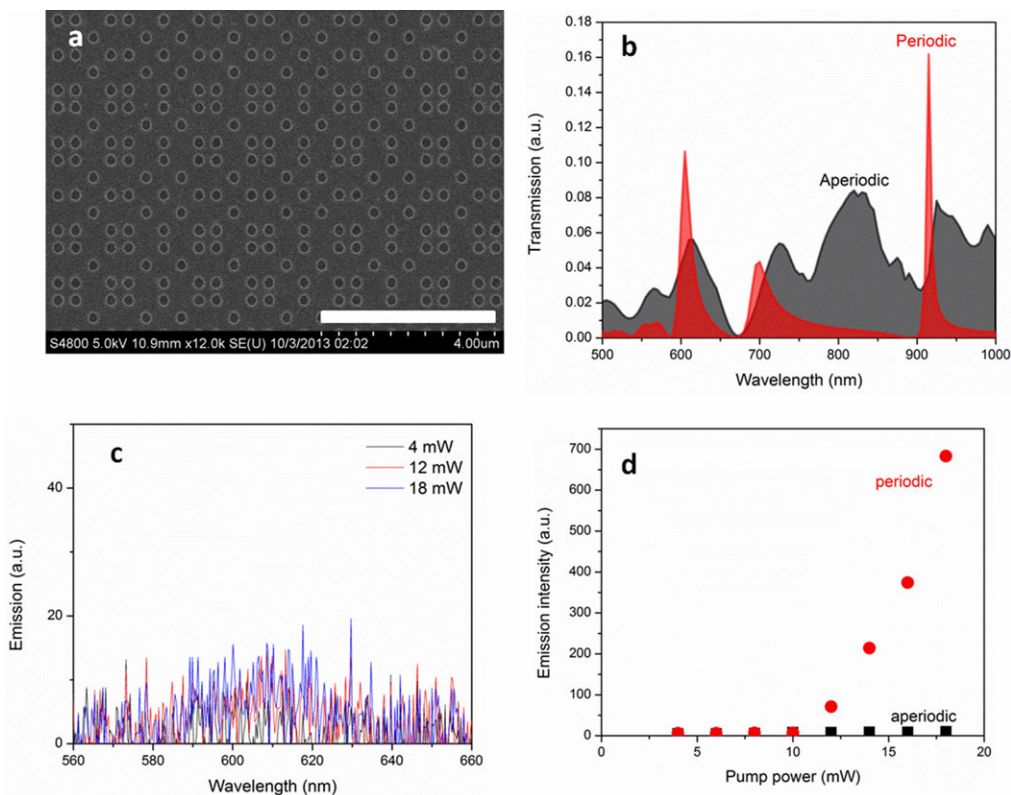 a
S4800 5.0kV 10.9mm x12.0k SE(U) 10/3/2013 02:02 4.00um
b
Periodic
Aperiodic
0.18
0.16
0.14
0.12
0.10
0.08
0.06
0.04
0.02
0.00
Transmission (a.u.)
500 600 700 800 900 1000
Wavelength (nm)
c
4 mW
12 mW
18 mW
40
20
0
Emission (a.u.)
560 580 600 620 640 660
Wavelength (nm)
d
periodic
aperiodic
700
600
500
400
300
200
100
0
Emission intensity (a.u.)
0 5 10 15 20
Pump power (mW)